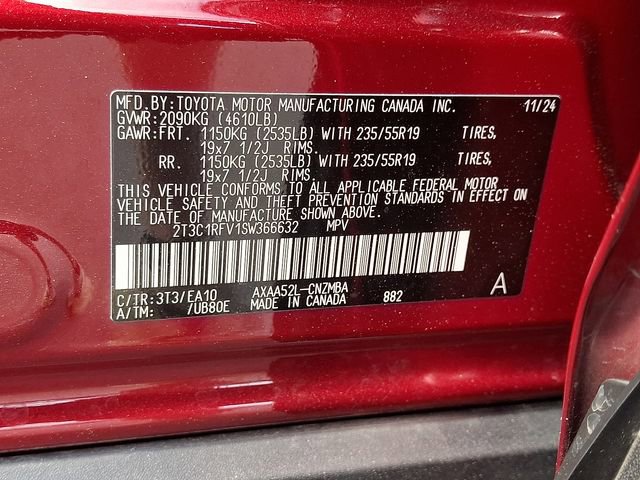 MFD.BY:TOYOTA MOTOR MANUFACTURING CANADA INC. 11/24
GVWR:2090KG (4610LB)
GAWR:FRT. 1150KG (2535LB) WITH 235/55R19 TIRES,
19x7 1/2J RIMS.
RR. 1150KG (2535LB) WITH 235/55R19 TIRES,
19x7 1/2J RIMS.
THIS VEHICLE CONFORMS TO ALL APPLICABLE FEDERAL MOTOR
VEHICLE SAFETY AND THEFT PREVENTION STANDARDS IN EFFECT ON
THE DATE OF MANUFACTURE SHOWN ABOVE.
2T3C1RFV1SW366632 MPV
C/TR:3T3/EA10 AXAA52L-CNZMBA 882 A
A/TM: /UB80E MADE IN CANADA